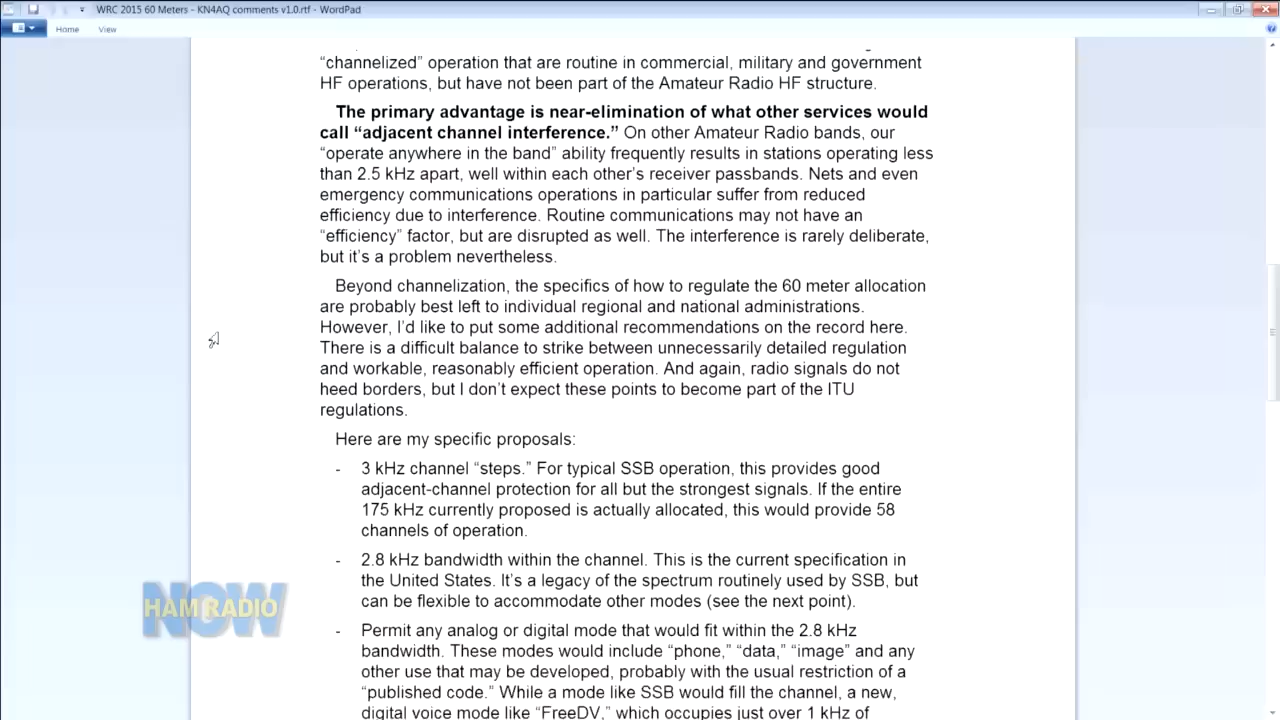 WRC 2015 60 Meters - KN4AQ comments v1.0.rtf - WordPad
Home View
“channelized” operation that are routine in commercial, military and government
HF operations, but have not been part of the Amateur Radio HF structure.
The primary advantage is near-elimination of what other services would
call “adjacent channel interference.” On other Amateur Radio bands, our
“operate anywhere in the band” ability frequently results in stations operating less
than 2.5 kHz apart, well within each other’s receiver passbands. Nets and even
emergency communications operations in particular suffer from reduced
efficiency due to interference. Routine communications may not have an
“efficiency” factor, but are disrupted as well. The interference is rarely deliberate,
but it’s a problem nevertheless.
Beyond channelization, the specifics of how to regulate the 60 meter allocation
are probably best left to individual regional and national administrations.
However, I’d like to put some additional recommendations on the record here.
There is a difficult balance to strike between unnecessarily detailed regulation
and workable, reasonably efficient operation. And again, radio signals do not
heed borders, but I don’t expect these points to become part of the ITU
regulations.
Here are my specific proposals:
- 3 kHz channel “steps.” For typical SSB operation, this provides good
adjacent-channel protection for all but the strongest signals. If the entire
175 kHz currently proposed is actually allocated, this would provide 58
channels of operation.
- 2.8 kHz bandwidth within the channel. This is the current specification in
the United States. It’s a legacy of the spectrum routinely used by SSB, but
can be flexible to accommodate other modes (see the next point).
- Permit any analog or digital mode that would fit within the 2.8 kHz
bandwidth. These modes would include “phone,” “data,” “image” and any
other use that may be developed, probably with the usual restriction of a
“published code.” While a mode like SSB would fill the channel, a new,
digital voice mode like “FreeDV,” which occupies just over 1 kHz of
HAM RADIO
NOW